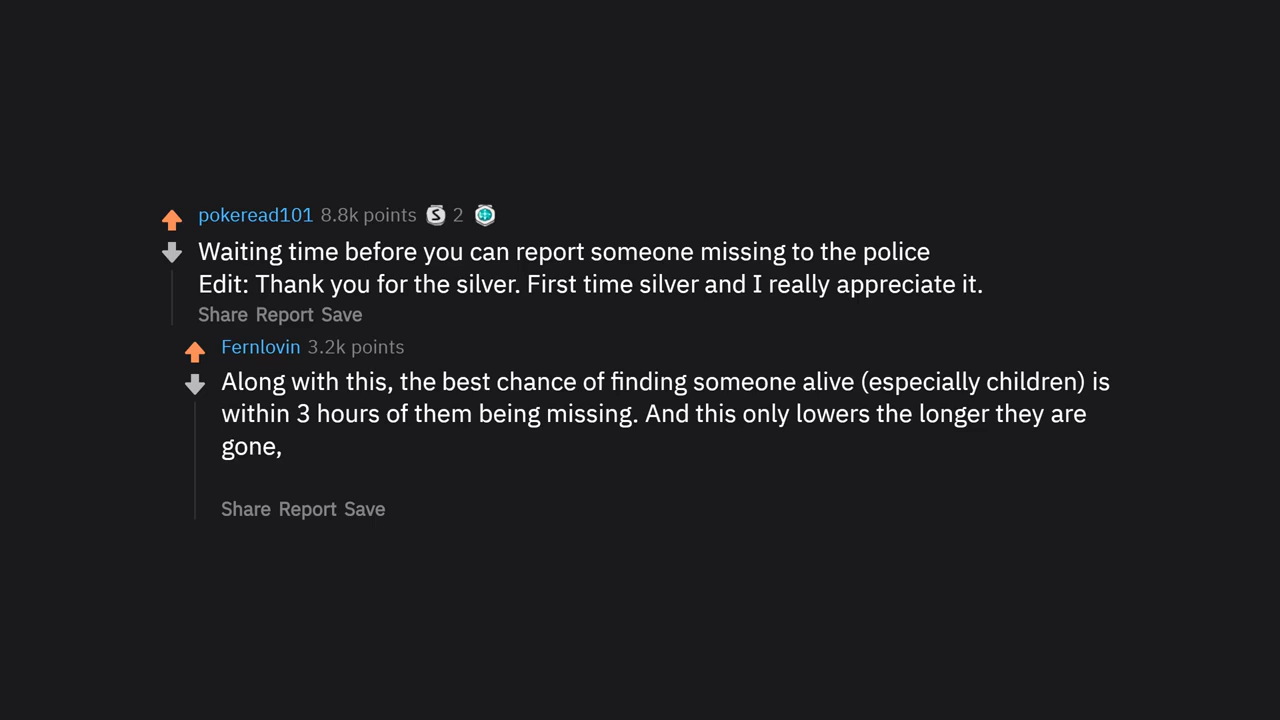 pokeread101 8.8k points S 2
Waiting time before you can report someone missing to the police
Edit: Thank you for the silver. First time silver and I really appreciate it.
Share Report Save
Fernlovin 3.2k points
Along with this, the best chance of finding someone alive (especially children) is
within 3 hours of them being missing. And this only lowers the longer they are
gone,
Share Report Save